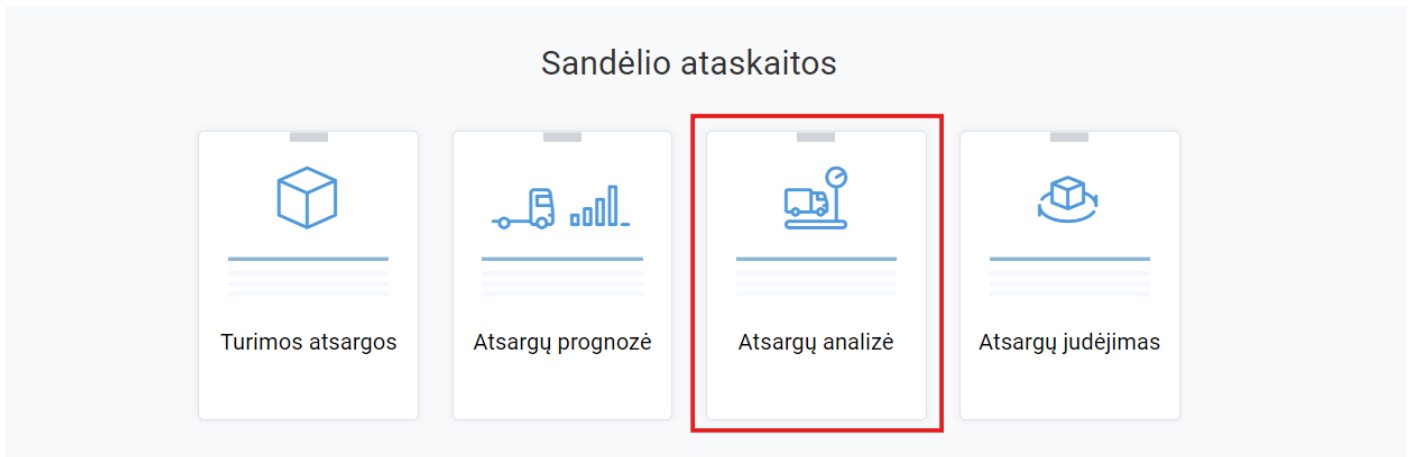 Sandėlio ataskaitos
Turimos atsargos
Atsargų prognozė
Atsargų analizė
Atsargų judėjimas